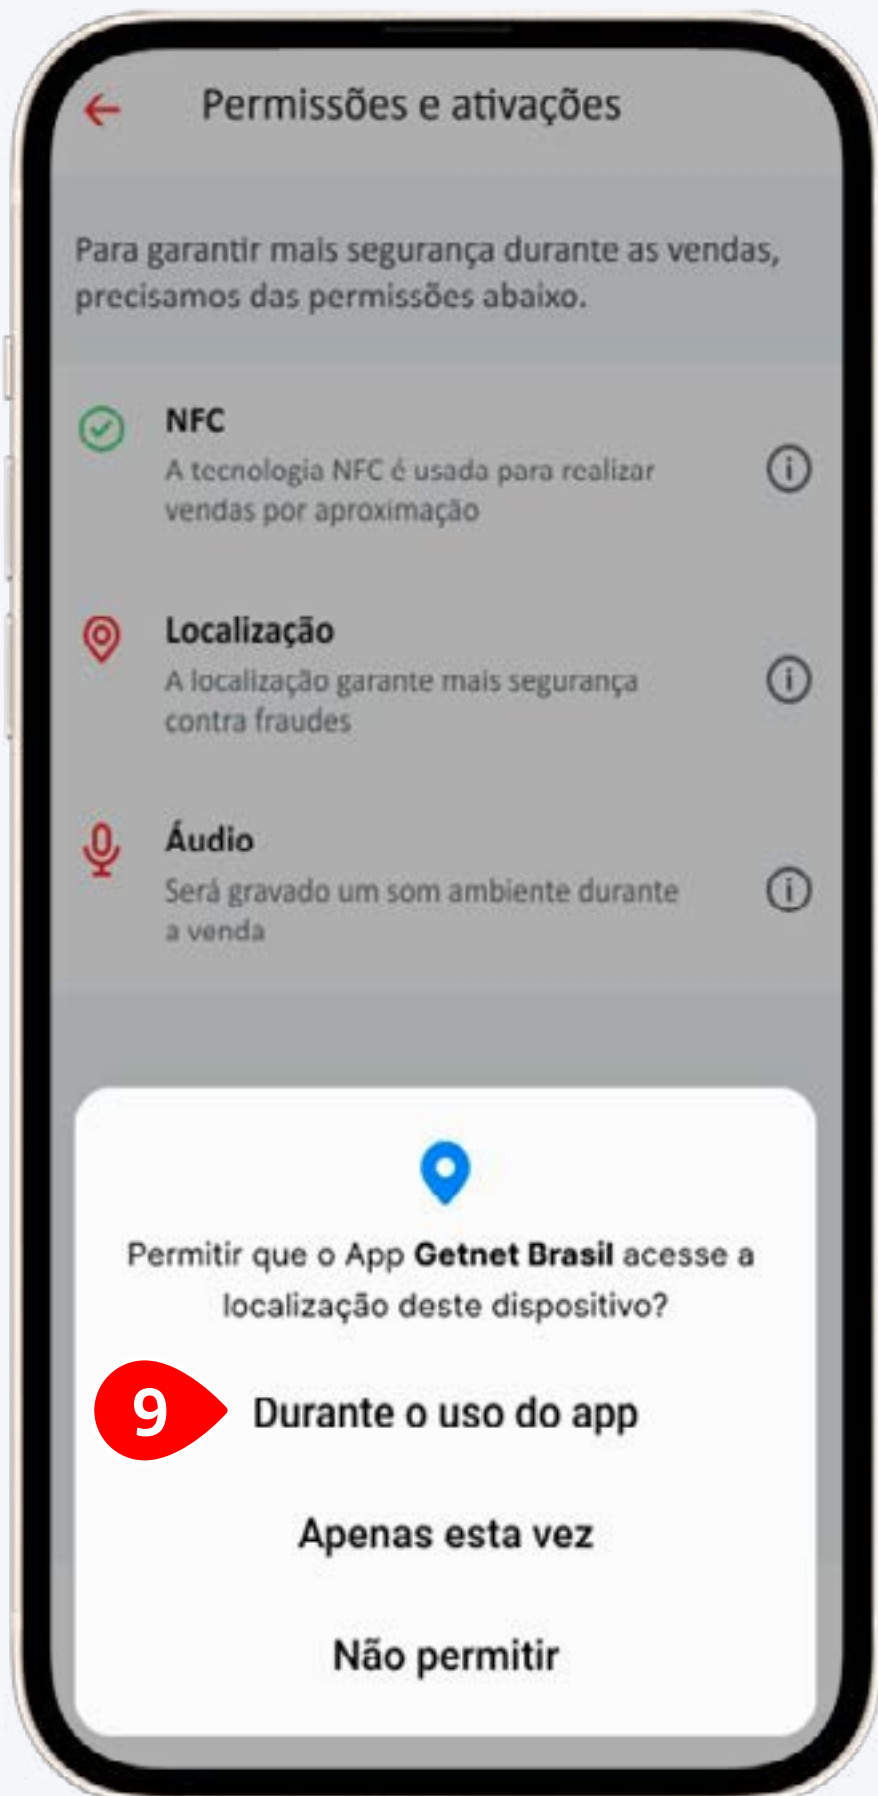 Permissões e ativações
Para garantir mais segurança durante as vendas,
precisamos das permissões abaixo.
NFC
A tecnologia NFC é usada para realizar
vendas por aproximação
Localização
A localização garante mais segurança
contra fraudes
Áudio
Será gravado um som ambiente durante
a venda
Permitir que o App Getnet Brasil acesse a
localização deste dispositivo?
9 Durante o uso do app
Apenas esta vez
Não permitir